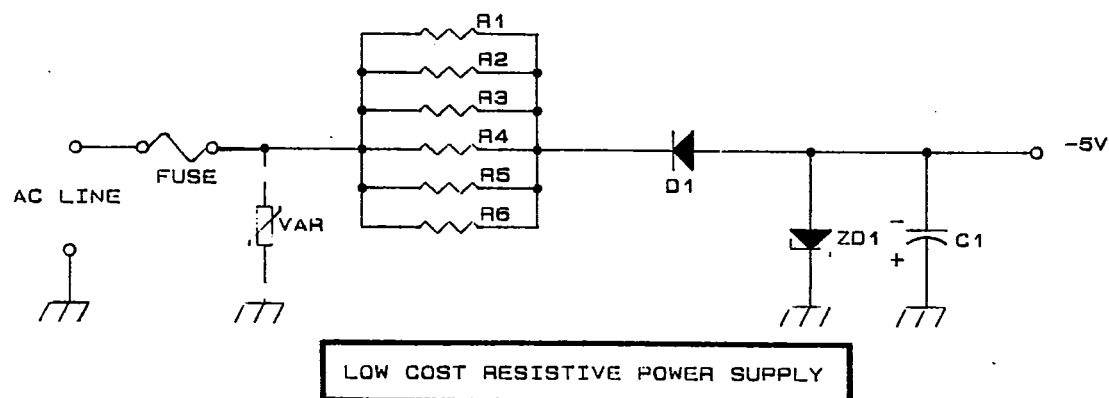 R1
R2
R3
R4
R5
R6
FUSE
AC LINE
VAR
D1
-5V
ZD1
-
+
C1
LOW COST RESISTIVE POWER SUPPLY